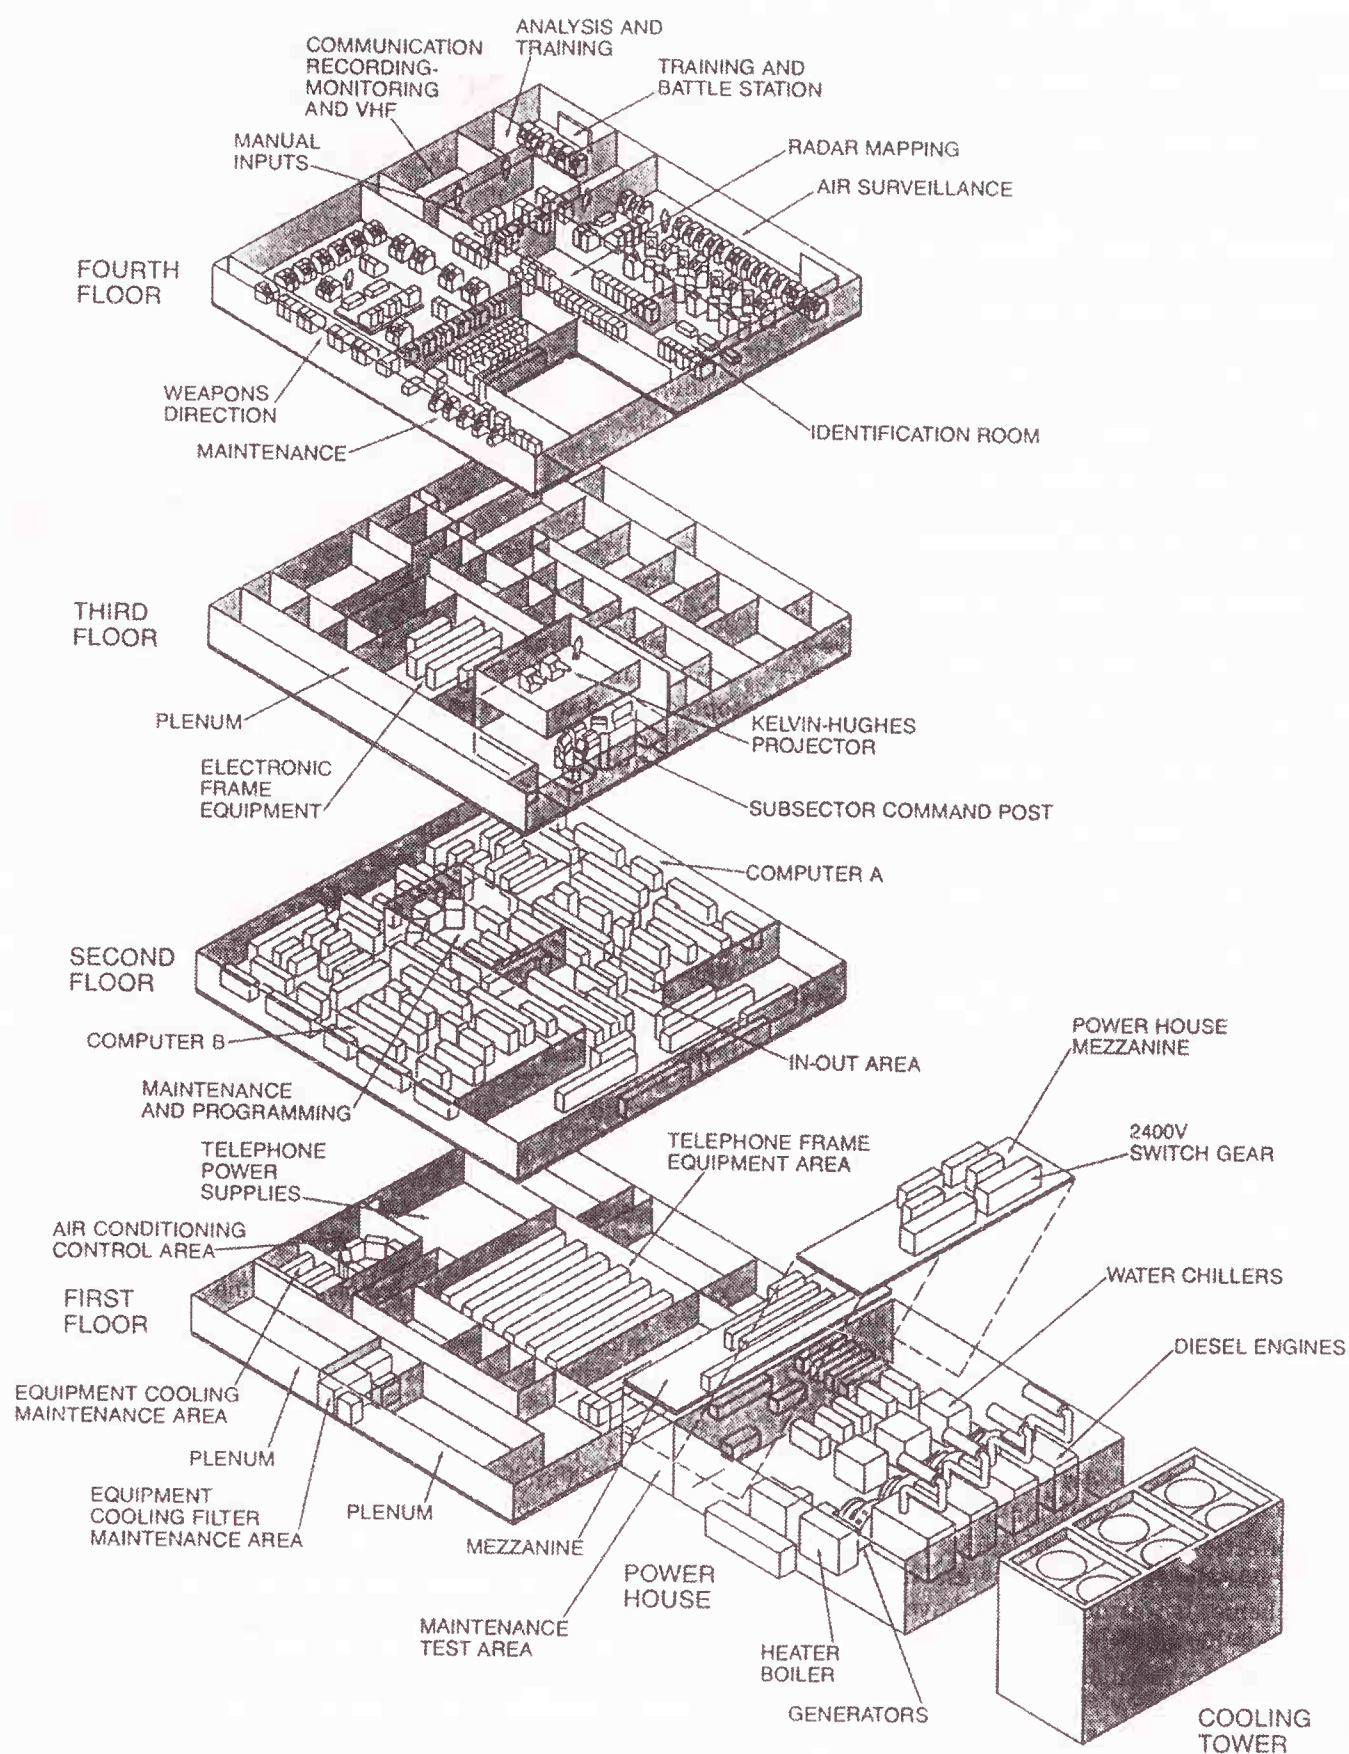 ANALYSIS AND
TRAINING
COMMUNICATION
RECORDING-
MONITORING
AND VHF
TRAINING AND
BATTLE STATION
MANUAL
INPUTS
RADAR MAPPING
AIR SURVEILLANCE
FOURTH
FLOOR
WEAPONS
DIRECTION
MAINTENANCE
IDENTIFICATION ROOM
THIRD
FLOOR
PLENUM
KELVIN-HUGHES
PROJECTOR
ELECTRONIC
FRAME
EQUIPMENT
SUBSECTOR COMMAND POST
COMPUTER A
SECOND
FLOOR
COMPUTER B
IN-OUT AREA
MAINTENANCE
AND PROGRAMMING
POWER HOUSE
MEZZANINE
TELEPHONE
POWER
SUPPLIES
TELEPHONE FRAME
EQUIPMENT AREA
2400V
SWITCH GEAR
AIR CONDITIONING
CONTROL AREA
FIRST
FLOOR
WATER CHILLERS
DIESEL ENGINES
EQUIPMENT COOLING
MAINTENANCE AREA
PLENUM
EQUIPMENT
COOLING FILTER
MAINTENANCE AREA
PLENUM
MEZZANINE
POWER
HOUSE
MAINTENANCE
TEST AREA
HEATER
BOILER
GENERATORS
COOLING
TOWER